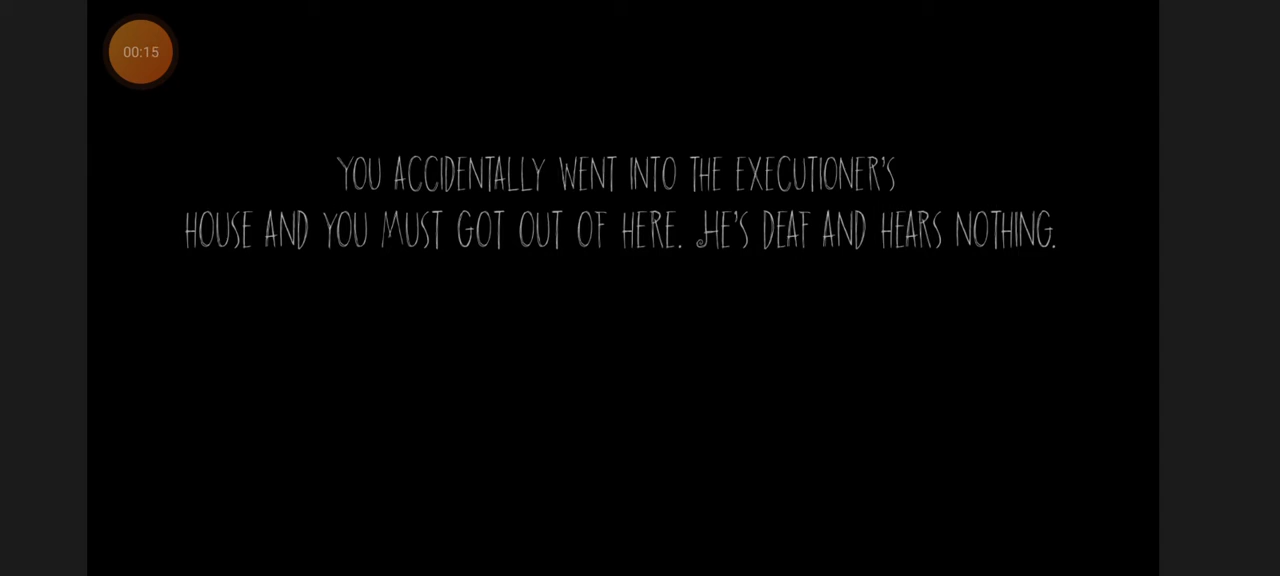 00:15
YOU ACCIDENTALLY WENT INTO THE EXECUTIONER'S
HOUSE AND YOU MUST GOT OUT OF HERE. HE'S DEAF AND HEARS NOTHING.